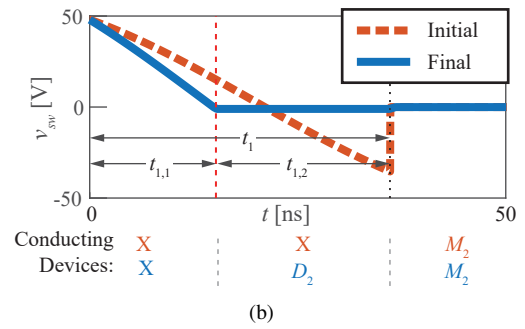 50
Initial
Final
v_sw [V]
0
t_1
t_1,1
t_1,2
-50
0
t [ns]
50
Conducting X X M_2
Devices: X D_2 M_2
(b)